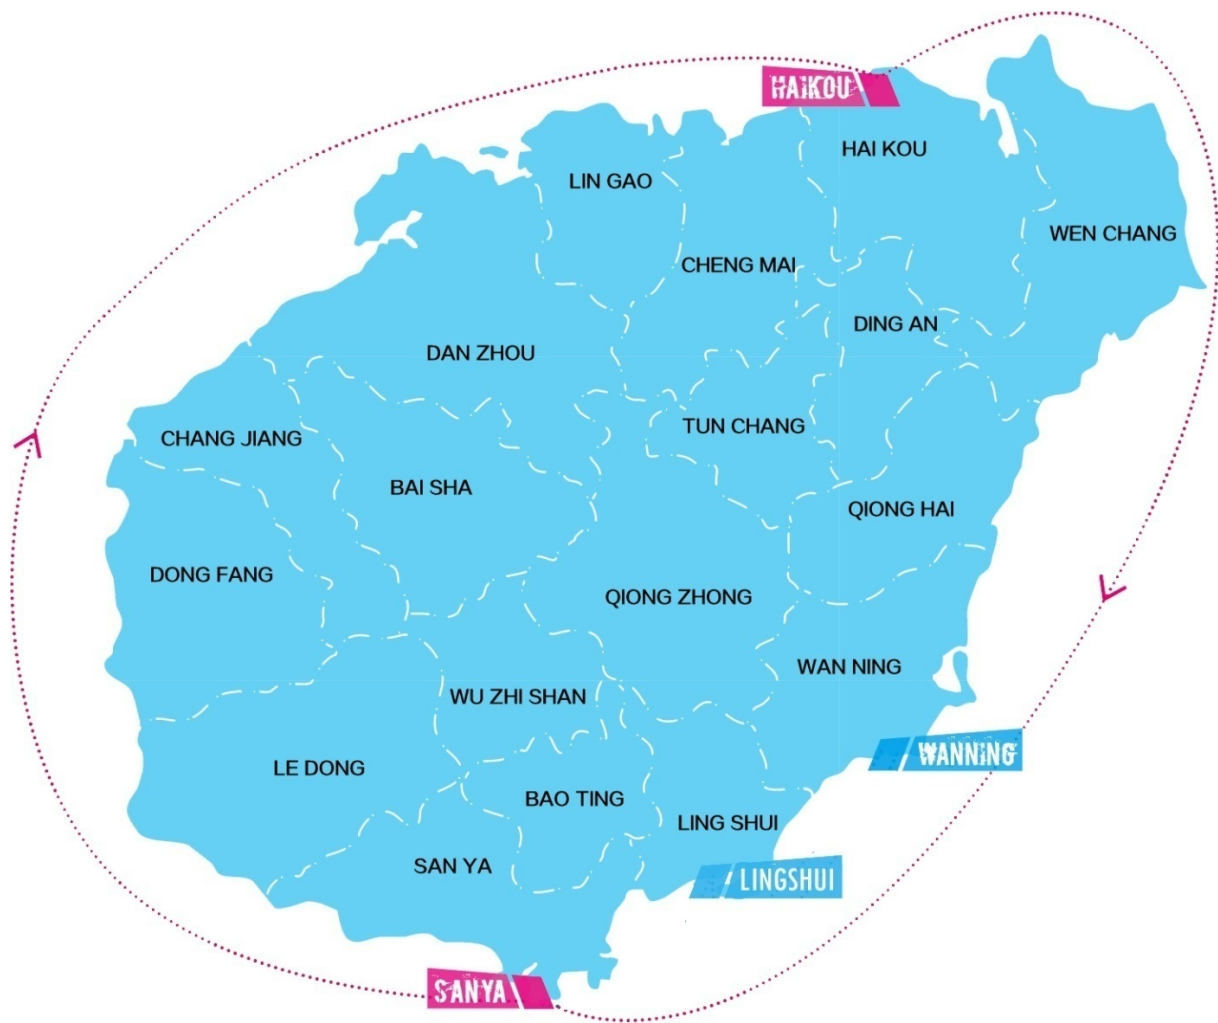 HAIKOU
HAI KOU
LIN GAO
WEN CHANG
CHENG MAI
DING AN
DAN ZHOU
TUN CHANG
CHANG JIANG
BAI SHA
QIONG HAI
DONG FANG
QIONG ZHONG
WAN NING
WU ZHI SHAN
WANNING
LE DONG
BAO TING
LING SHUI
SAN YA
LINGSHUI
SANYA